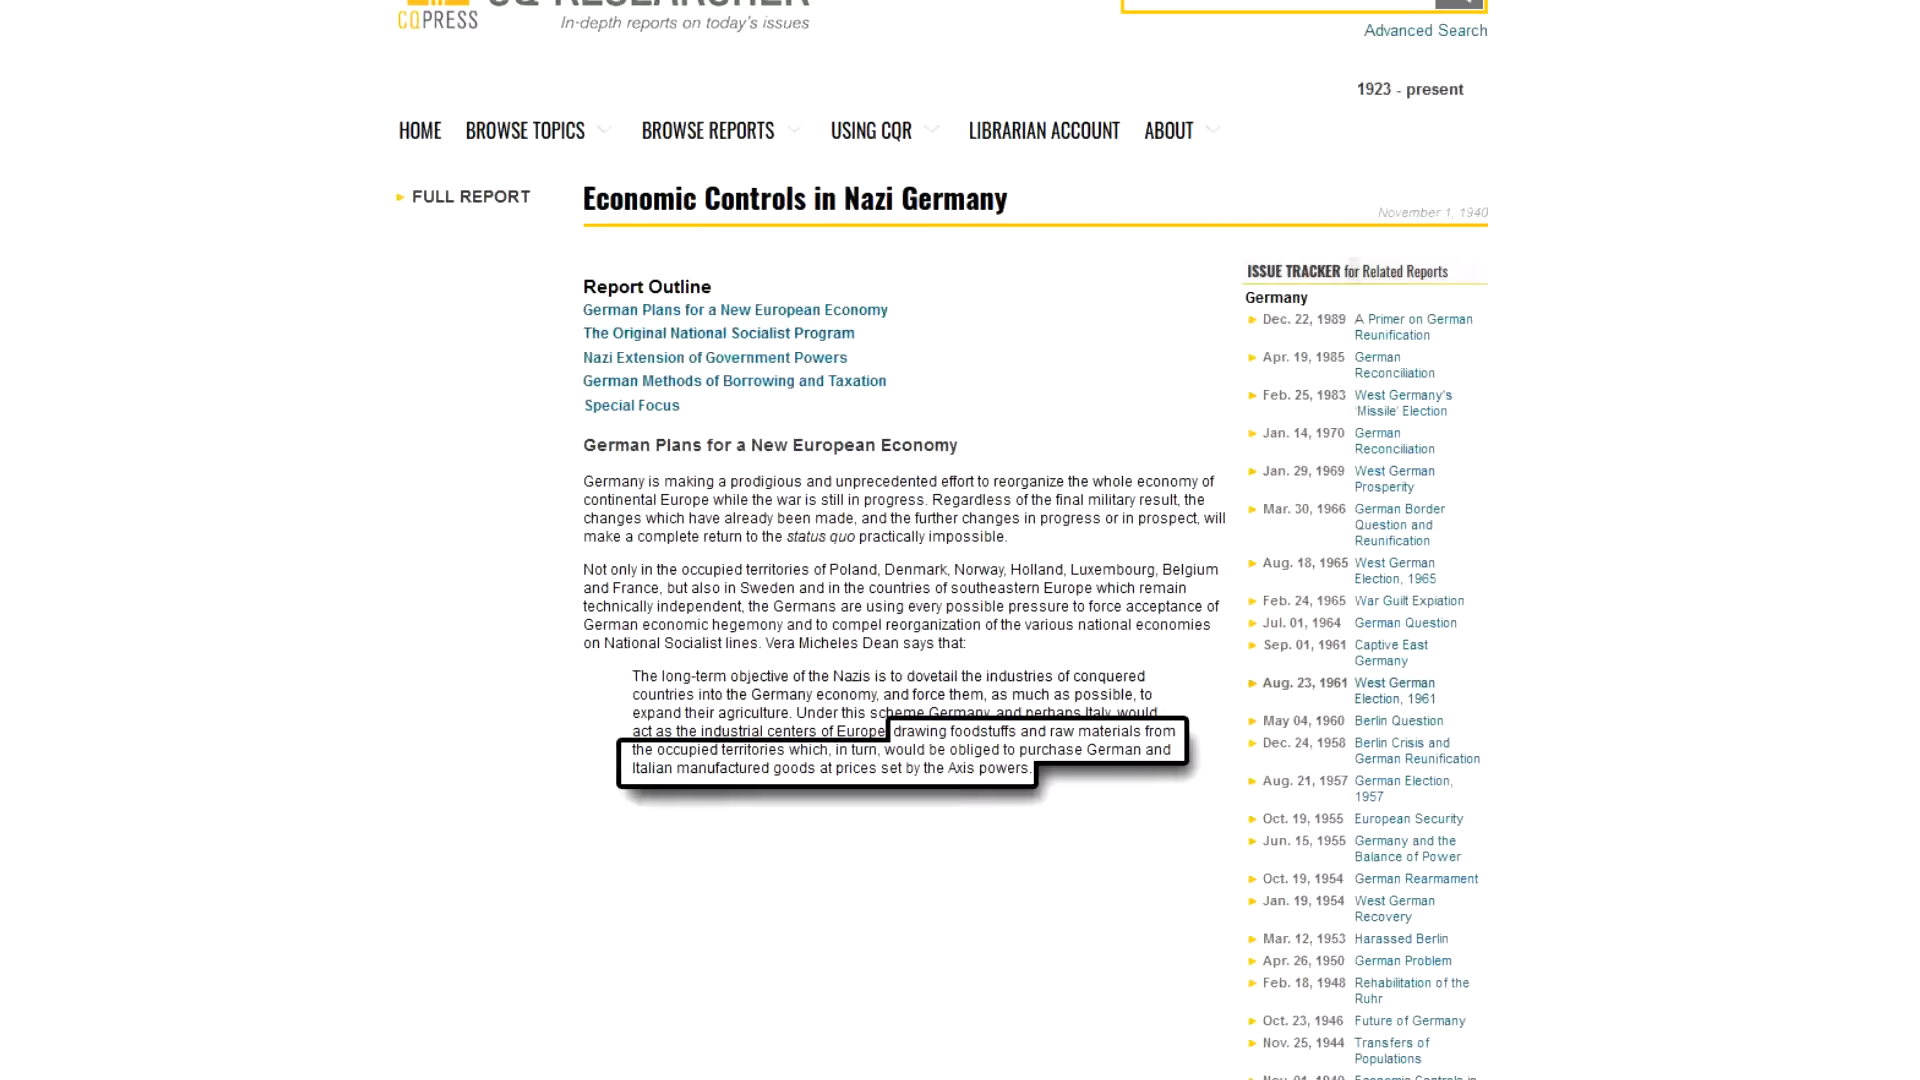 CQPRESS
In-depth reports on today's issues
Advanced Search
1923 - present
HOME BROWSE TOPICS BROWSE REPORTS USING CQR LIBRARIAN ACCOUNT ABOUT
FULL REPORT
Economic Controls in Nazi Germany
November 1, 1940
Report Outline
German Plans for a New European Economy
The Original National Socialist Program
Nazi Extension of Government Powers
German Methods of Borrowing and Taxation
Special Focus
German Plans for a New European Economy
Germany is making a prodigious and unprecedented effort to reorganize the whole economy of
continental Europe while the war is still in progress. Regardless of the final military result, the
changes which have already been made, and the further changes in progress or in prospect, will
make a complete return to the status quo practically impossible.
Not only in the occupied territories of Poland, Denmark, Norway, Holland, Luxembourg, Belgium
and France, but also in Sweden and in the countries of southeastern Europe which remain
technically independent, the Germans are using every possible pressure to force acceptance of
German economic hegemony and to compel reorganization of the various national economies
on National Socialist lines. Vera Micheles Dean says that:
The long-term objective of the Nazis is to dovetail the industries of conquered
countries into the Germany economy, and force them, as much as possible, to
expand their agriculture. Under this scheme Germany, and perhaps Italy, would
act as the industrial centers of Europe drawing foodstuffs and raw materials from
the occupied territories which, in turn, would be obliged to purchase German and
Italian manufactured goods at prices set by the Axis powers.
ISSUE TRACKER for Related Reports
Germany
Dec. 22, 1989 A Primer on German
Reunification
Apr. 19, 1985 German
Reconciliation
Feb. 25, 1983 West Germany's
'Missile' Election
Jan. 14, 1970 German
Reconciliation
Jan. 29, 1969 West German
Prosperity
Mar. 30, 1966 German Border
Question and
Reunification
Aug. 18, 1965 West German
Election, 1965
Feb. 24, 1965 War Guilt Expiation
Jul. 01, 1964 German Question
Sep. 01, 1961 Captive East
Germany
Aug. 23, 1961 West German
Election, 1961
May 04, 1960 Berlin Question
Dec. 24, 1958 Berlin Crisis and
German Reunification
Aug. 21, 1957 German Election,
1957
Oct. 19, 1955 European Security
Jun. 15, 1955 Germany and the
Balance of Power
Oct. 19, 1954 German Rearmament
Jan. 19, 1954 West German
Recovery
Mar. 12, 1953 Harassed Berlin
Apr. 26, 1950 German Problem
Feb. 18, 1948 Rehabilitation of the
Ruhr
Oct. 23, 1946 Future of Germany
Nov. 25, 1944 Transfers of
Populations